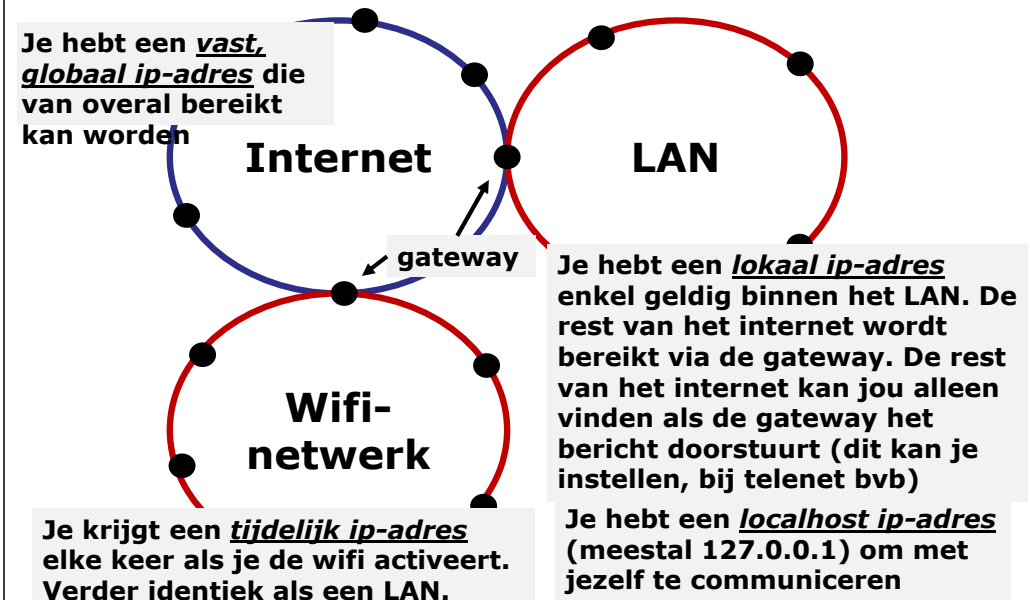 Je hebt een vast,
globaal ip-adres die
van overal bereikt
kan worden
Internet
LAN
gateway
Je hebt een lokaal ip-adres
enkel geldig binnen het LAN. De
rest van het internet wordt
bereikt via de gateway. De rest
van het internet kan jou alleen
vinden als de gateway het
bericht doorstuurt (dit kan je
instellen, bij telenet bvb)
Wifi-
netwerk
Je krijgt een tijdelijk ip-adres
elke keer als je de wifi activeert.
Verder identiek als een LAN.
Je hebt een localhost ip-adres
(meestal 127.0.0.1) om met
jezelf te communiceren